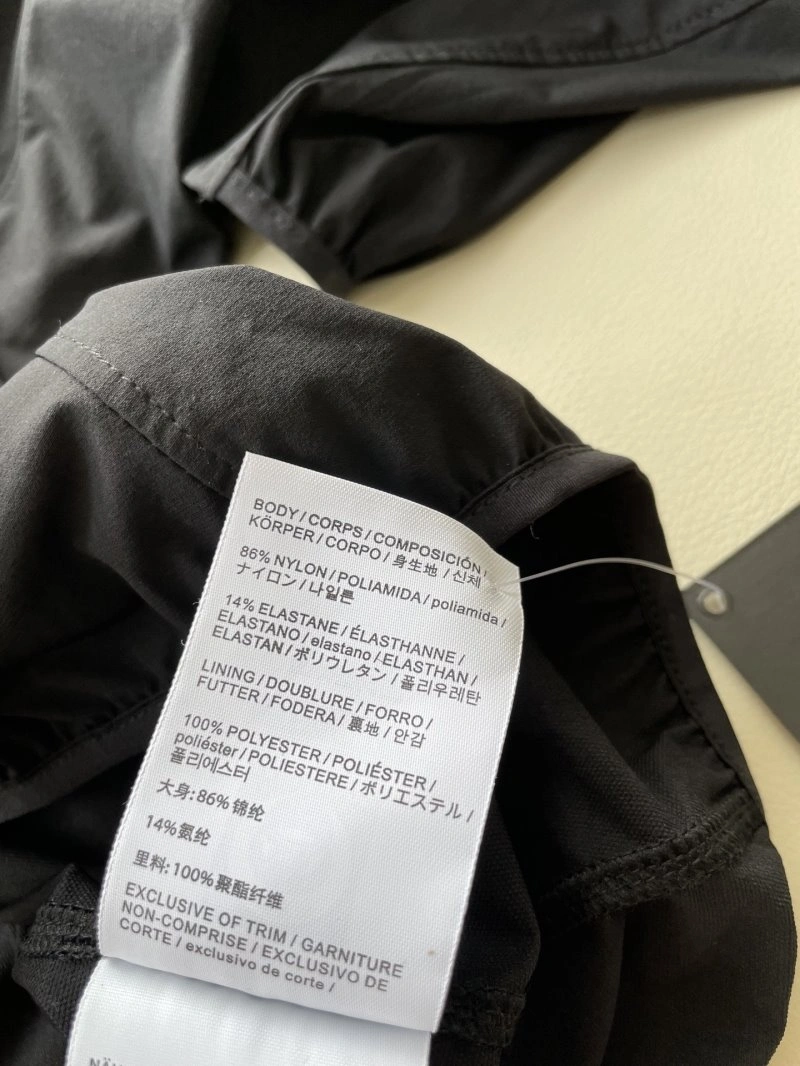 BODY / CORPS / COMPOSICIÓN /
KÖRPER / CORPO / 身生地 / 신체
86% NYLON / POLIAMIDA / poliamida /
ナイロン / 나일론
14% ELASTANE / ÉLASTHANNE /
ELASTANO / elastano / ELASTHAN /
ELASTAN / ポリウレタン / 폴리우레탄
LINING / DOUBLURE / FORRO /
FUTTER / FODERA / 裏地 / 안감
100% POLYESTER / POLIÉSTER /
poliéster / POLIESTERE / ポリエステル /
폴리에스터
大身:86% 锦纶
14%氨纶
里料: 100% 聚酯纤维
EXCLUSIVE OF TRIM / GARNITURE
NON-COMPRISE / EXCLUSIVO DE
CORTE / exclusivo de corte /